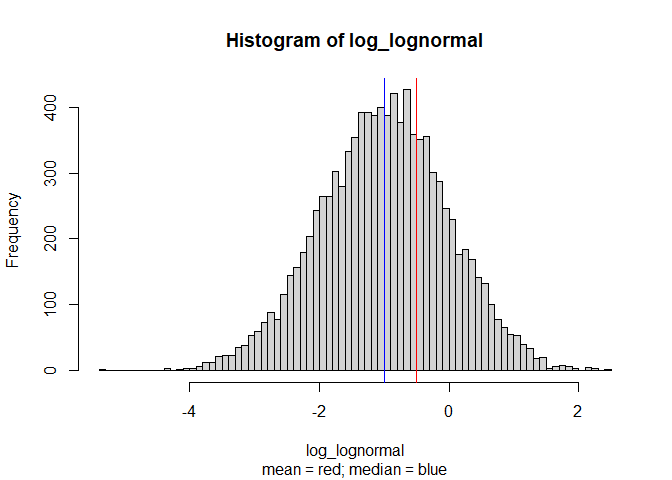 Histogram of log_lognormal
Frequency
400
300
200
100
0
-4
-2
0
2
log_lognormal
mean = red; median = blue